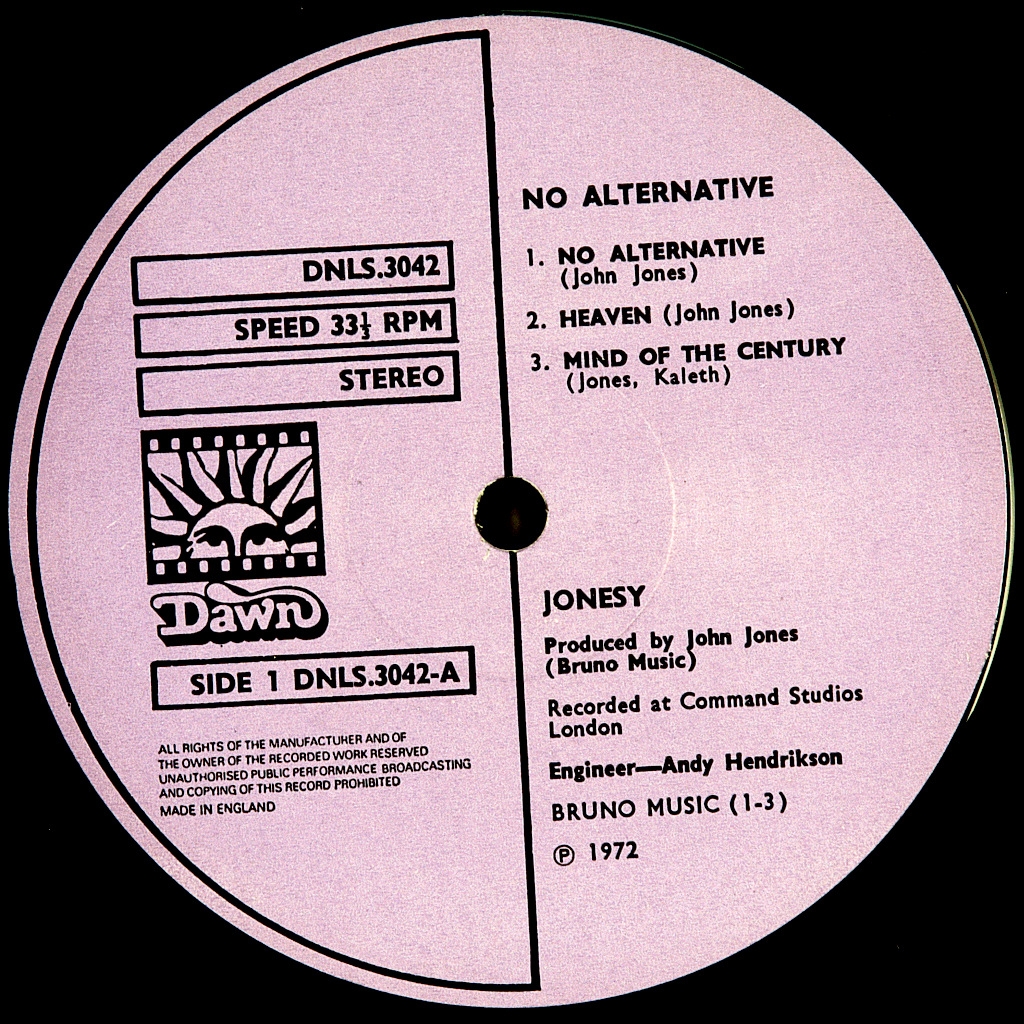 DNLS.3042
SPEED 33⅓ RPM
STEREO
Dawn
SIDE 1 DNLS.3042-A
ALL RIGHTS OF THE MANUFACTURER AND OF
THE OWNER OF THE RECORDED WORK RESERVED
UNAUTHORISED PUBLIC PERFORMANCE BROADCASTING
AND COPYING OF THIS RECORD PROHIBITED
MADE IN ENGLAND
NO ALTERNATIVE
1. NO ALTERNATIVE
(John Jones)
2. HEAVEN (John Jones)
3. MIND OF THE CENTURY
(Jones, Kaleth)
JONESY
Produced by John Jones
(Bruno Music)
Recorded at Command Studios
London
Engineer—Andy Hendrikson
BRUNO MUSIC (1-3)
℗ 1972